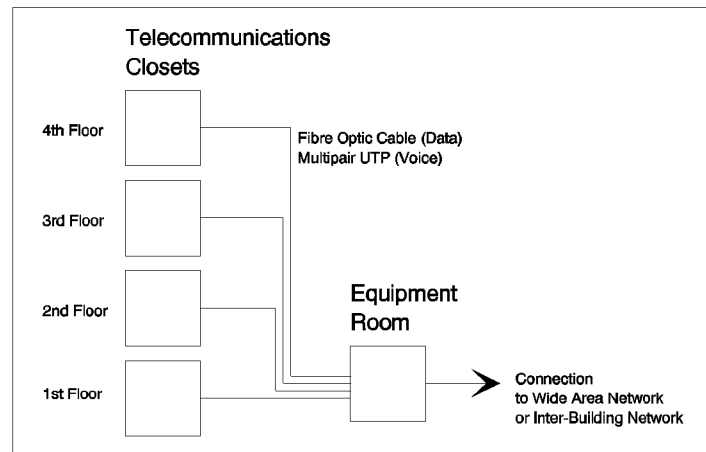 Telecommunications
Closets
4th Floor
Fibre Optic Cable (Data)
Multipair UTP (Voice)
3rd Floor
2nd Floor
Equipment
Room
1st Floor
Connection
to Wide Area Network
or Inter-Building Network